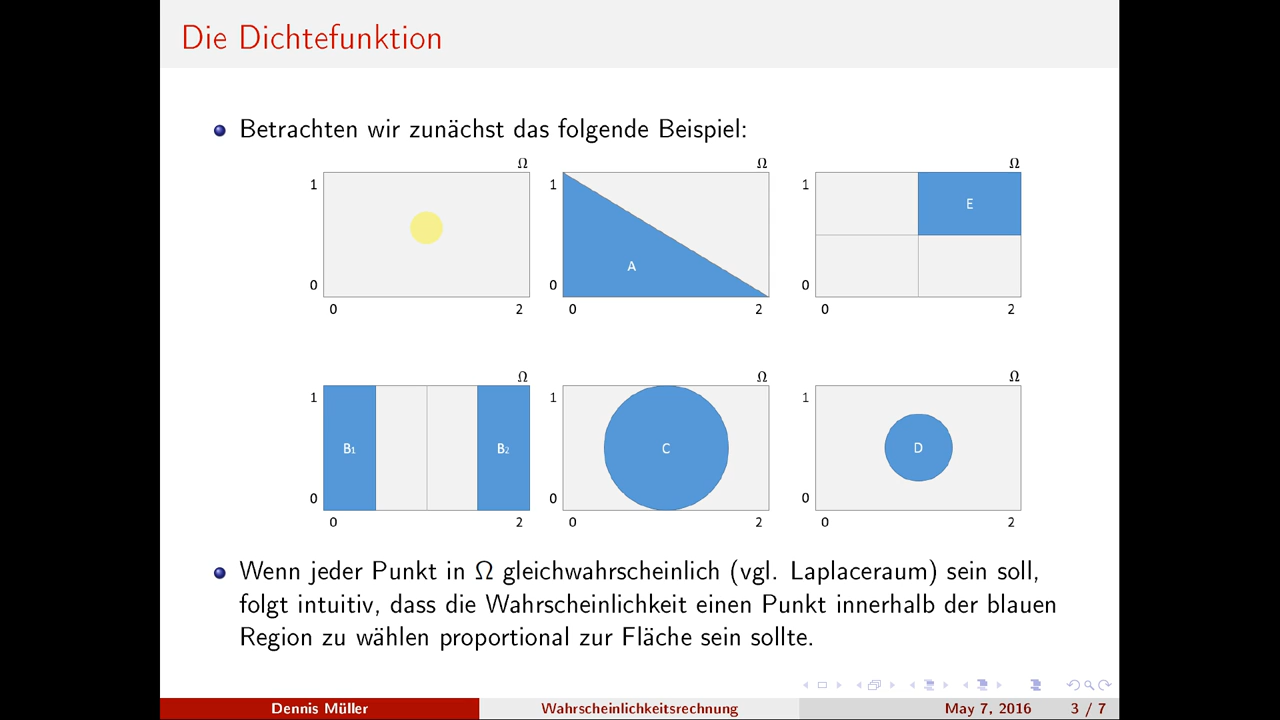 Die Dichtefunktion
Betrachten wir zunächst das folgende Beispiel:
Ω Ω Ω
1 1 1
E
A
0 0 0
0 2 0 2 0 2
Ω Ω Ω
1 1 1
B₁ B₂ C D
0 0 0
0 2 0 2 0 2
Wenn jeder Punkt in Ω gleichwahrscheinlich (vgl. Laplaceraum) sein soll,
folgt intuitiv, dass die Wahrscheinlichkeit einen Punkt innerhalb der blauen
Region zu wählen proportional zur Fläche sein sollte.
Dennis Müller Wahrscheinlichkeitsrechnung May 7, 2016 3 / 7